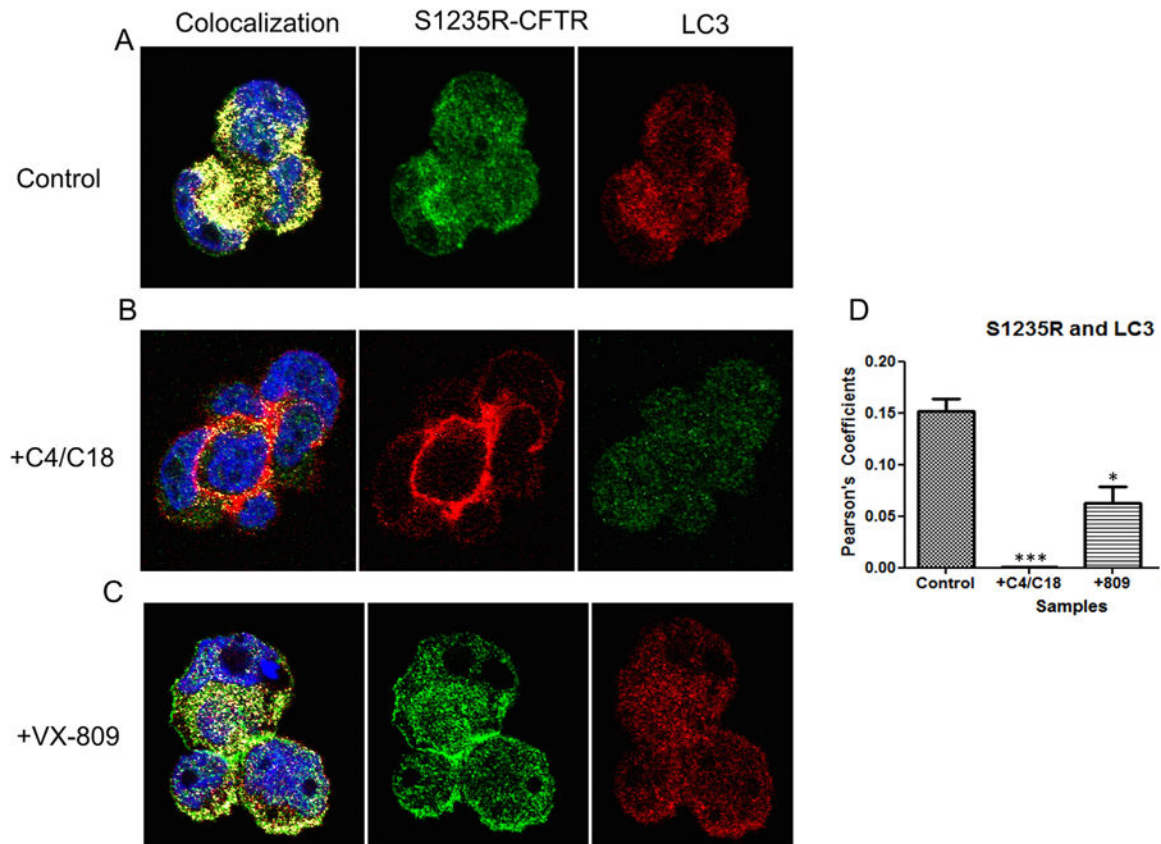 Colocalization S1235R-CFTR LC3
A
Control
B
+C4/C18
C
+VX-809
D
S1235R and LC3
Pearson's Coefficients
0.20
0.15
0.10
0.05
0.00
***
*
Control +C4/C18 +809
Samples